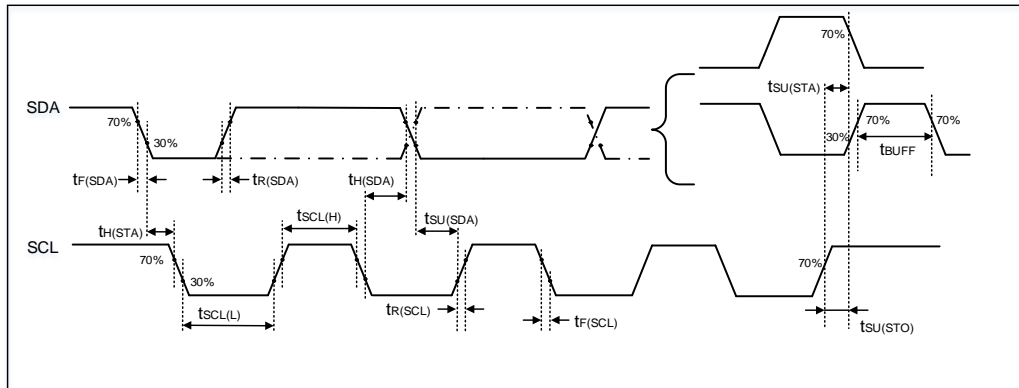 70%
tSU(STA)
SDA
70%
30%
30%
70%
70%
tBUFF
tF(SDA)
tR(SDA)
tH(SDA)
tH(STA)
tSCL(H)
tSU(SDA)
SCL
70%
30%
70%
tSCL(L)
tR(SCL)
tF(SCL)
tSU(STO)